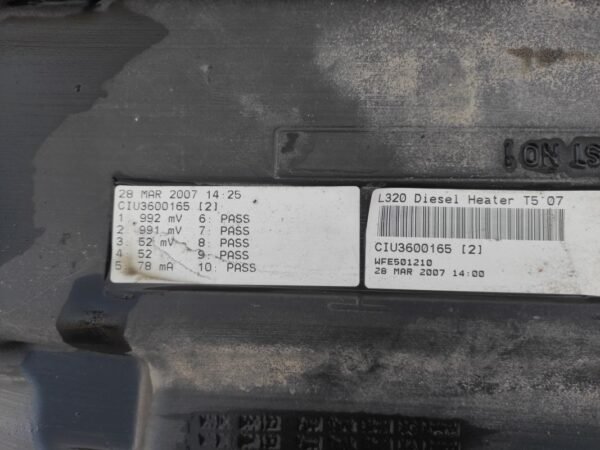 28 MAR 2007 14:25
CIU3600165 [2]
1: 992 mV 6: PASS
2: 991 mV 7: PASS
3: 52 mV 8: PASS
4: 52 9: PASS
5: 78 mA 10: PASS
L320 Diesel Heater T5'07
CIU3600165 [2]
WFE501210
28 MAR 2007 14:00